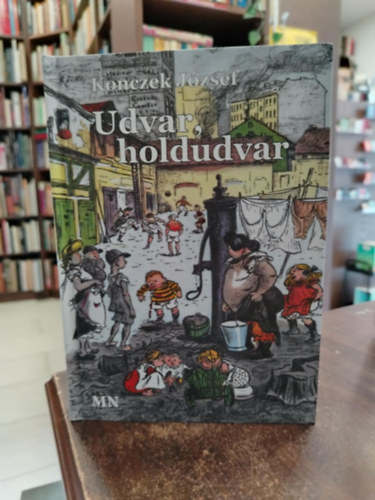 Konczek József
Udvar,
holdudvar
MN